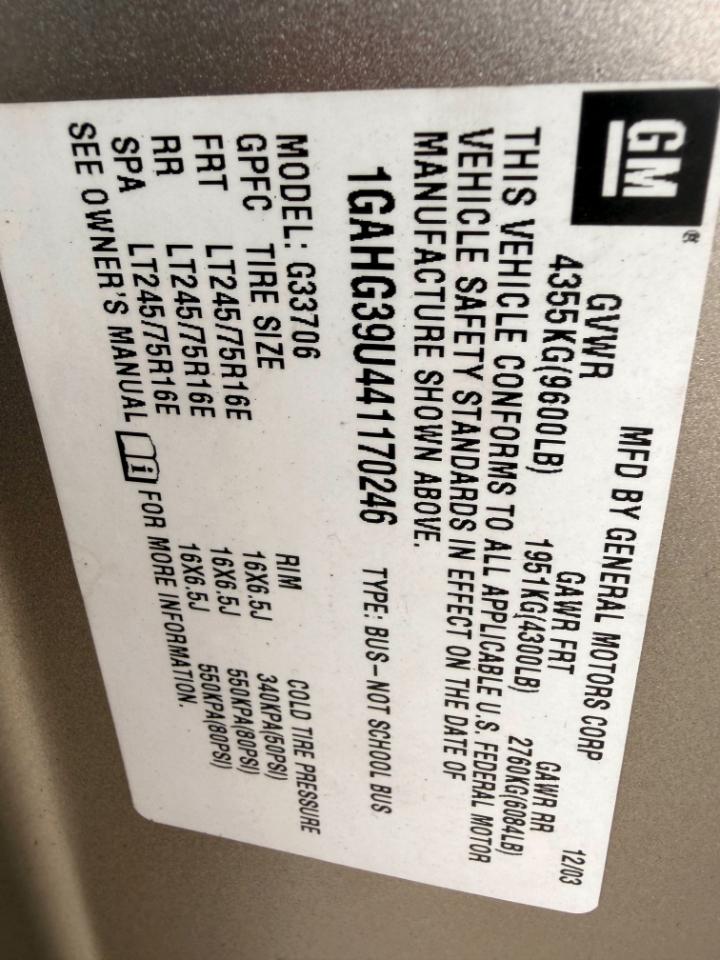 GM®
MFD BY GENERAL MOTORS CORP 12/03
GVWR GAWR FRT GAWR RR
4355KG(9600LB) 1951KG(4300LB) 2760KG(6084LB)
THIS VEHICLE CONFORMS TO ALL APPLICABLE U.S. FEDERAL MOTOR
VEHICLE SAFETY STANDARDS IN EFFECT ON THE DATE OF
MANUFACTURE SHOWN ABOVE.
1GAHG39U441170246 TYPE: BUS-NOT SCHOOL BUS
MODEL: G33706
GPFC TIRE SIZE RIM COLD TIRE PRESSURE
FRT LT245/75R16E 16X6.5J 340KPA(50PSI)
RR LT245/75R16E 16X6.5J 550KPA(80PSI)
SPA LT245/75R16E 16X6.5J 550KPA(80PSI)
SEE OWNER'S MANUAL i FOR MORE INFORMATION.